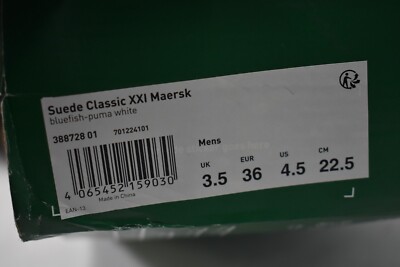 Suede Classic XXI Maersk
bluefish-puma white
388728 01 701224101
Mens
UK EUR US CM
3.5 36 4.5 22.5
4 065452 159030
EAN-13 Made in China